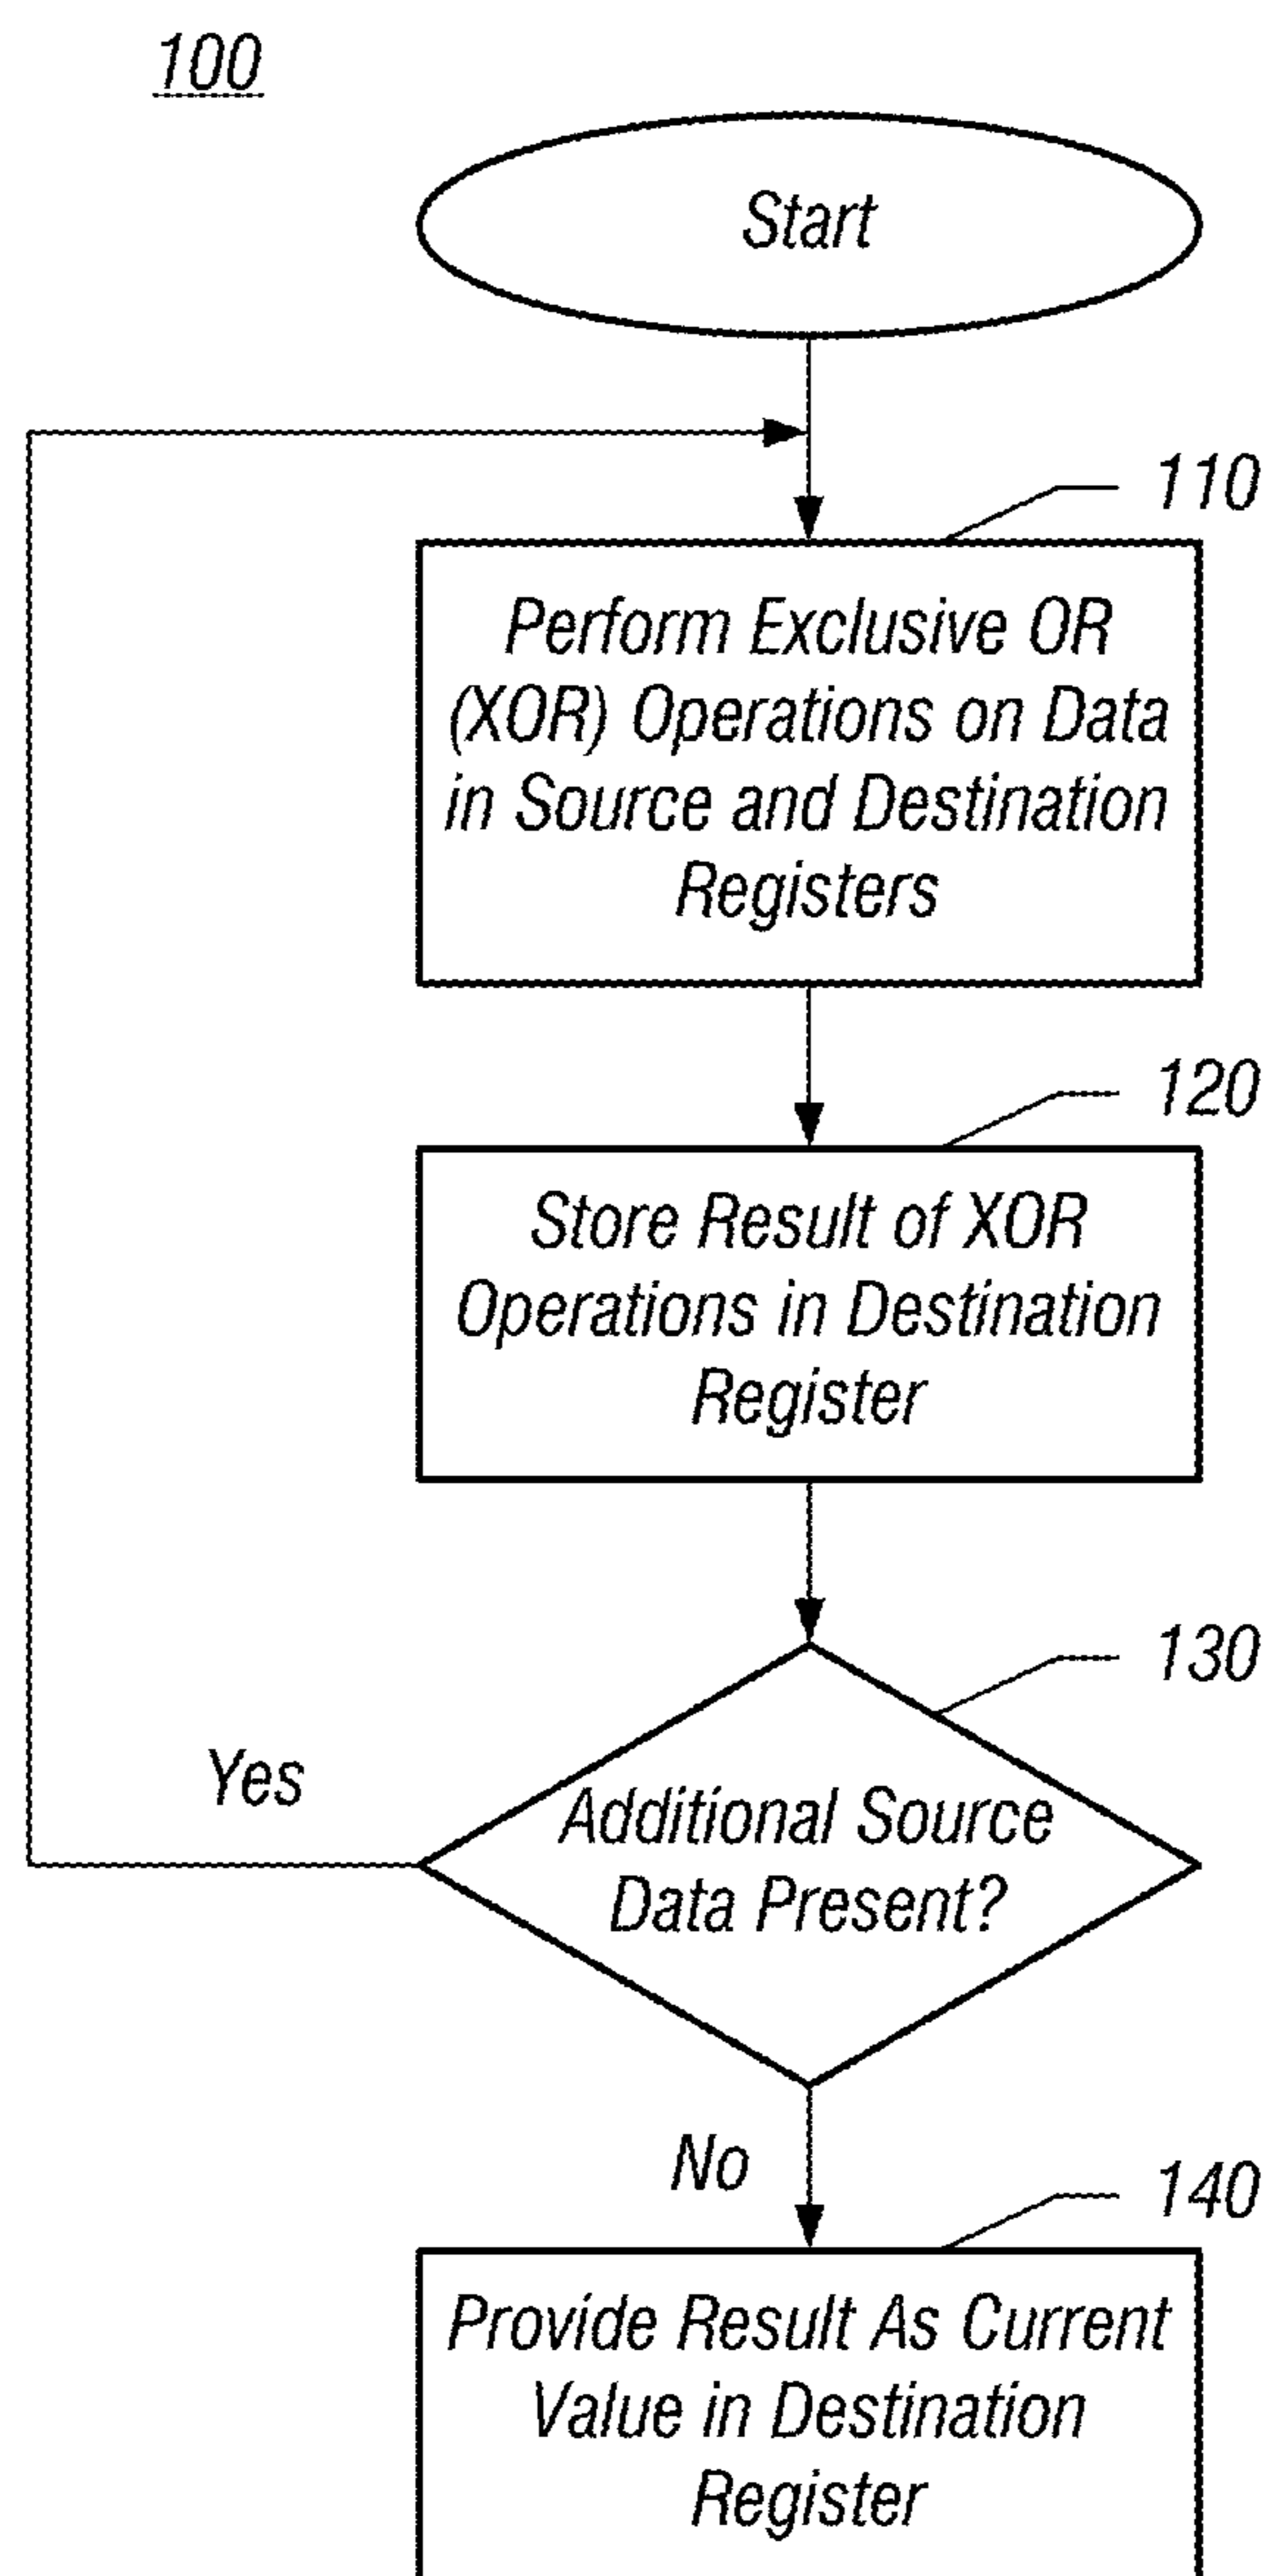 100
Start
110
Perform Exclusive OR
(XOR) Operations on Data
in Source and Destination
Registers
120
Store Result of XOR
Operations in Destination
Register
130
Yes
Additional Source
Data Present?
No
140
Provide Result As Current
Value in Destination
Register